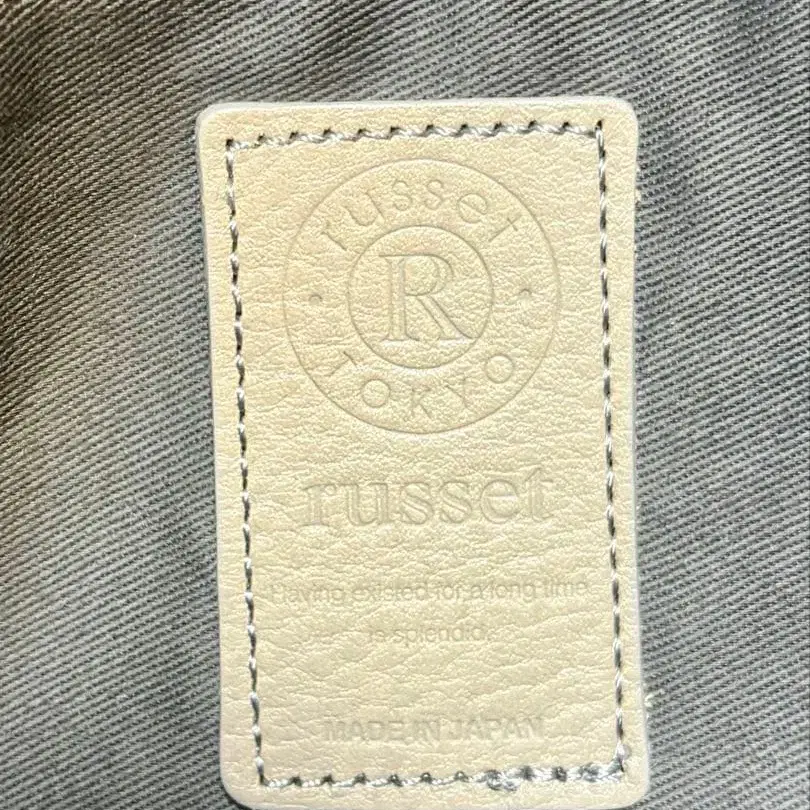 russet
R
TOKYO
russet
Having existed for a long time
is splendid.
MADE IN JAPAN